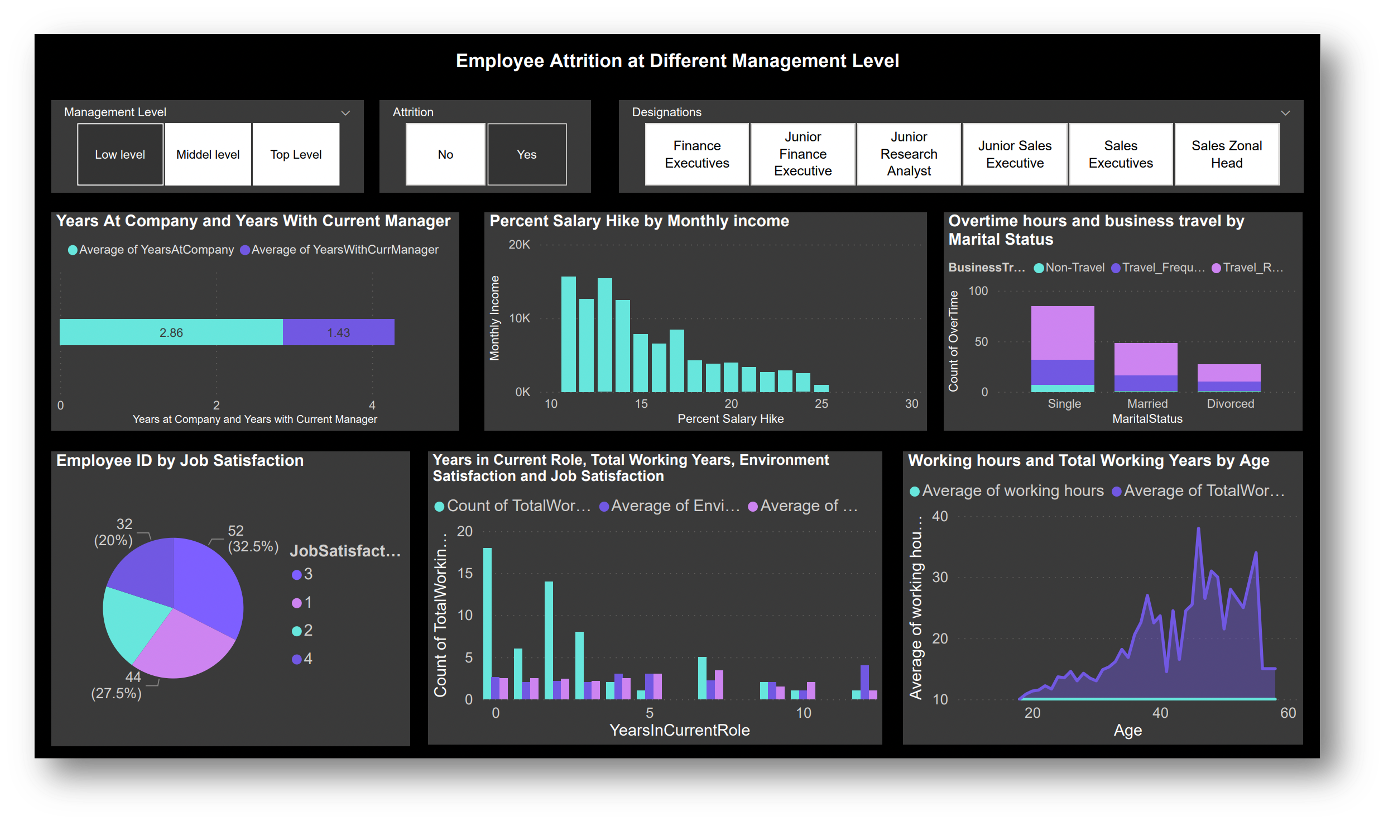 Employee Attrition at Different Management Level
Management Level
Low level
Middel level
Top Level
Attrition
No
Yes
Designations
Finance
Executives
Junior
Finance
Executive
Junior
Research
Analyst
Junior Sales
Executive
Sales
Executives
Sales Zonal
Head
Years At Company and Years With Current Manager
Average of YearsAtCompany
Average of YearsWithCurrManager
2.86
1.43
0
2
4
Years at Company and Years with Current Manager
Percent Salary Hike by Monthly income
20K
10K
0K
Monthly Income
10
15
20
25
30
Percent Salary Hike
Overtime hours and business travel by
Marital Status
BusinessTr...
Non-Travel
Travel_Frequ...
Travel_R...
100
50
0
Count of OverTime
Single
Married
Divorced
MaritalStatus
Employee ID by Job Satisfaction
32
(20%)
52
(32.5%)
44
(27.5%)
JobSatisfact...
3
1
2
4
Years in Current Role, Total Working Years, Environment
Satisfaction and Job Satisfaction
Count of TotalWor...
Average of Envi...
Average of ...
20
15
10
5
0
Count of TotalWorkin...
0
5
10
YearsInCurrentRole
Working hours and Total Working Years by Age
Average of working hours
Average of TotalWor...
40
30
20
10
Average of working hou...
20
40
60
Age